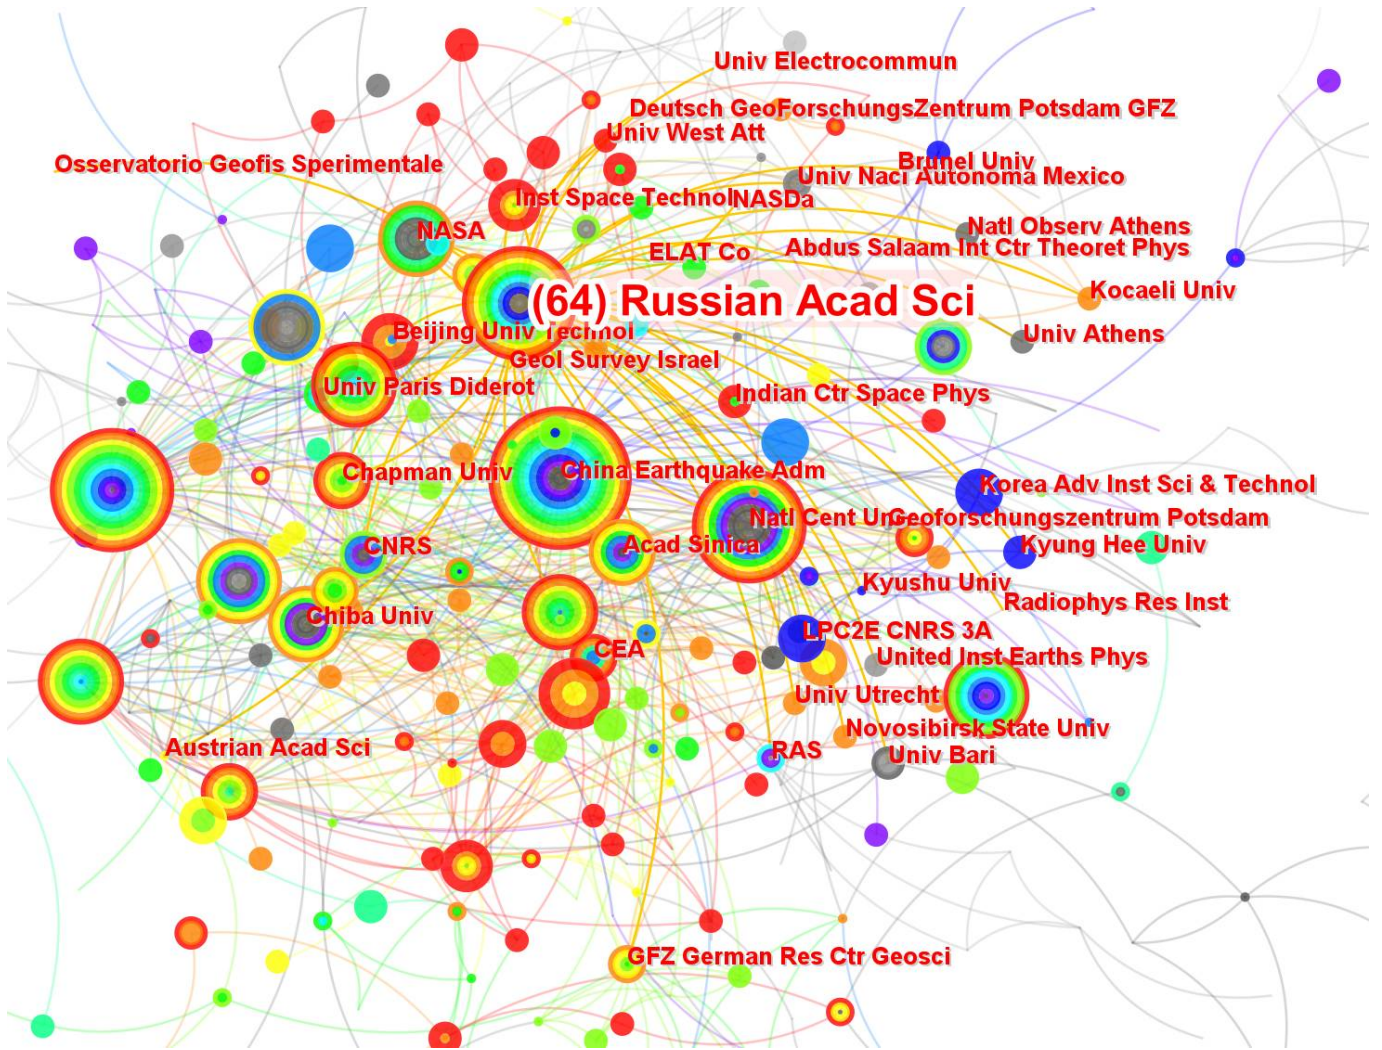 Univ Electrocommun
Deutsch GeoForschungsZentrum Potsdam GFZ
Univ West Att
Osservatorio Geofis Sperimentale
Brunel Univ
Univ Naci Autonoma Mexico
Inst Space Technol
NASDa
NASA
Natl Observ Athens
ELAT Co
Abdus Salaam Int Ctr Theoret Phys
Kocaeli Univ
(64) Russian Acad Sci
Beijing Univ Technol
Univ Athens
Geol Survey Israel
Univ Paris Diderot
Indian Ctr Space Phys
Chapman Univ
China Earthquake Adm
Korea Adv Inst Sci & Technol
Natl Cent Univ
Geoforschungszentrum Potsdam
CNRS
Acad Sinica
Kyung Hee Univ
Kyushu Univ
Radiophys Res Inst
Chiba Univ
LPC2E CNRS 3A
CEA
United Inst Earths Phys
Univ Utrecht
Novosibirsk State Univ
Austrian Acad Sci
RAS
Univ Bari
GFZ German Res Ctr Geosci